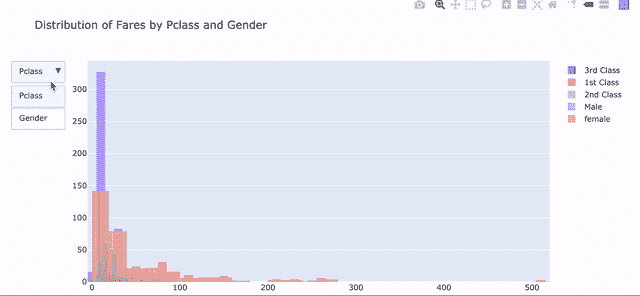 Distribution of Fares by Pclass and Gender
Pclass ▼
Pclass
Gender
300
250
200
150
100
50
0
0
100
200
300
400
500
3rd Class
1st Class
2nd Class
Male
female